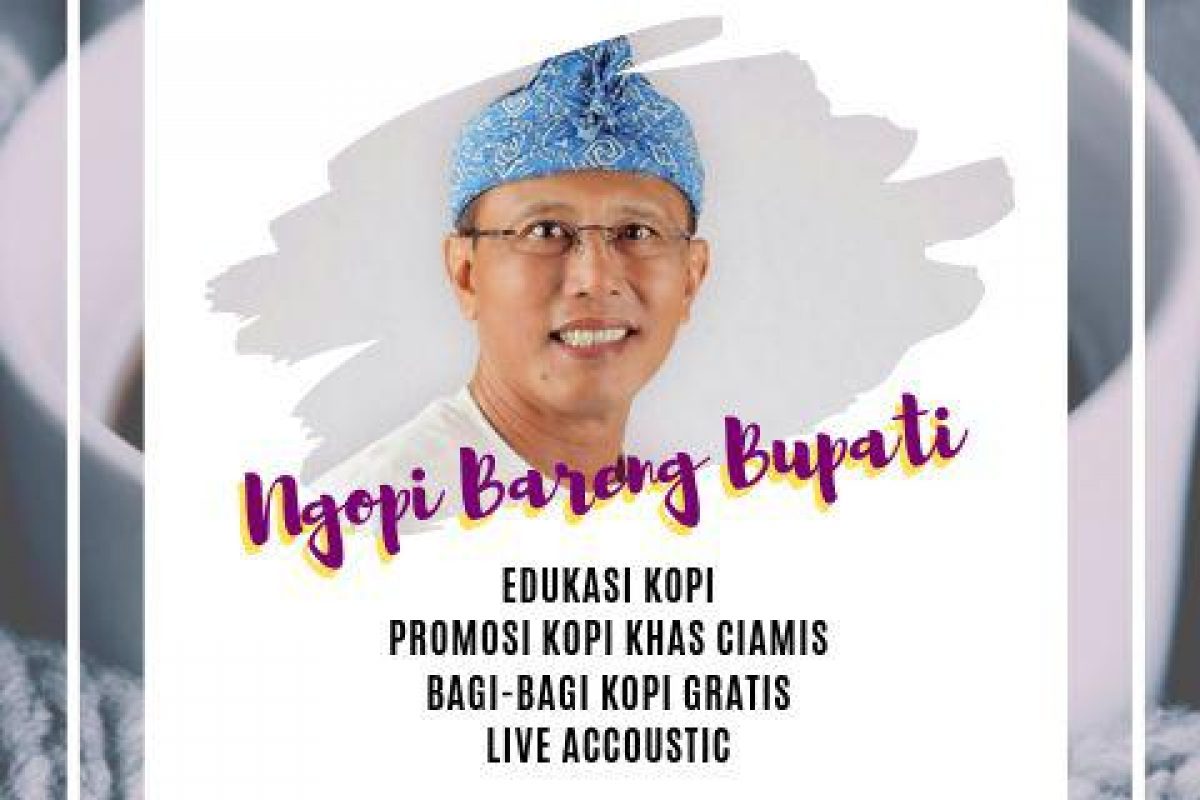 Ngopi Bareng Bupati
EDUKASI KOPI
PROMOSI KOPI KHAS CIAMIS
BAGI-BAGI KOPI GRATIS
LIVE ACCOUSTIC